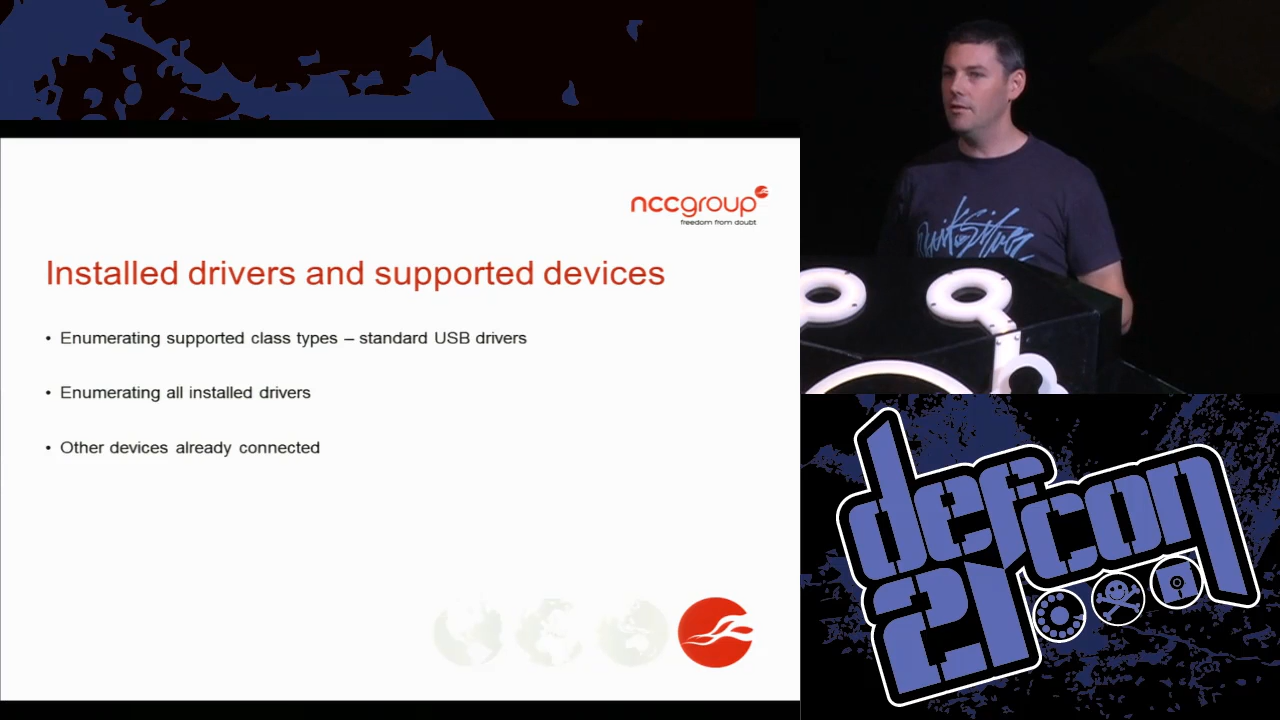 nccgroup
freedom from doubt
Installed drivers and supported devices
• Enumerating supported class types – standard USB drivers
• Enumerating all installed drivers
• Other devices already connected
Quiksilver
defcon
21